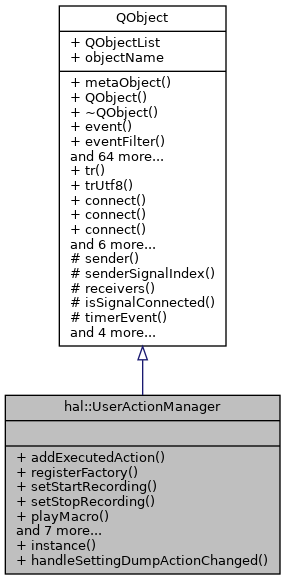 QObject
+ QObjectList
+ objectName
+ metaObject()
+ QObject()
+ ~QObject()
+ event()
+ eventFilter()
and 64 more...
+ tr()
+ trUtf8()
+ connect()
+ connect()
+ connect()
and 6 more...
# sender()
# senderSignalIndex()
# receivers()
# isSignalConnected()
# timerEvent()
and 4 more...
hal::UserActionManager
+ addExecutedAction()
+ registerFactory()
+ setStartRecording()
+ setStopRecording()
+ playMacro()
and 7 more...
+ instance()
+ handleSettingDumpActionChanged()